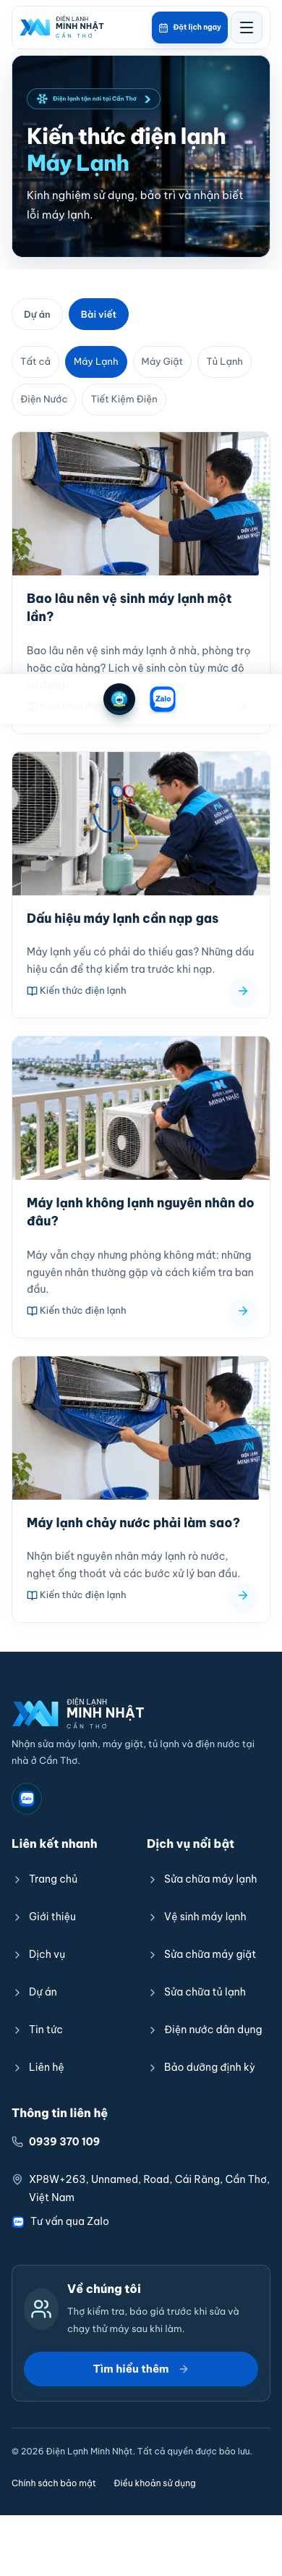 ĐIỆN LẠNH
MINH NHẬT
CẦN THƠ
Đặt lịch ngay
Điện lạnh tận nơi tại Cần Thơ
Kiến thức điện lạnh
Máy Lạnh
Kinh nghiệm sử dụng, bảo trì và nhận biết
lỗi máy lạnh.
Dự án
Bài viết
Tất cả
Máy Lạnh
Máy Giặt
Tủ Lạnh
Điện Nước
Tiết Kiệm Điện
Bao lâu nên vệ sinh máy lạnh một
lần?
Bao lâu nên vệ sinh máy lạnh ở nhà, phòng trọ
hoặc cửa hàng? Lịch vệ sinh còn tùy mức độ
Zalo
Dấu hiệu máy lạnh cần nạp gas
Máy lạnh yếu có phải do thiếu gas? Những dấu
hiệu cần để thợ kiểm tra trước khi nạp.
Kiến thức điện lạnh
Máy lạnh không lạnh nguyên nhân do
đâu?
Máy vẫn chạy nhưng phòng không mát: những
nguyên nhân thường gặp và cách kiểm tra ban
đầu.
Kiến thức điện lạnh
Máy lạnh chảy nước phải làm sao?
Nhận biết nguyên nhân máy lạnh rò nước,
nghẹt ống thoát và các bước xử lý ban đầu.
Kiến thức điện lạnh
ĐIỆN LẠNH
MINH NHẬT
CẦN THƠ
Nhận sửa máy lạnh, máy giặt, tủ lạnh và điện nước tại
nhà ở Cần Thơ.
Zalo
Liên kết nhanh
Trang chủ
Giới thiệu
Dịch vụ
Dự án
Tin tức
Liên hệ
Dịch vụ nổi bật
Sửa chữa máy lạnh
Vệ sinh máy lạnh
Sửa chữa máy giặt
Sửa chữa tủ lạnh
Điện nước dân dụng
Bảo dưỡng định kỳ
Thông tin liên hệ
0939 370 109
XP8W+263, Unnamed, Road, Cái Răng, Cần Thơ,
Việt Nam
Tư vấn qua Zalo
Về chúng tôi
Thợ kiểm tra, báo giá trước khi sửa và
chạy thử máy sau khi làm.
Tìm hiểu thêm
© 2026 Điện Lạnh Minh Nhật. Tất cả quyền được bảo lưu.
Chính sách bảo mật
Điều khoản sử dụng